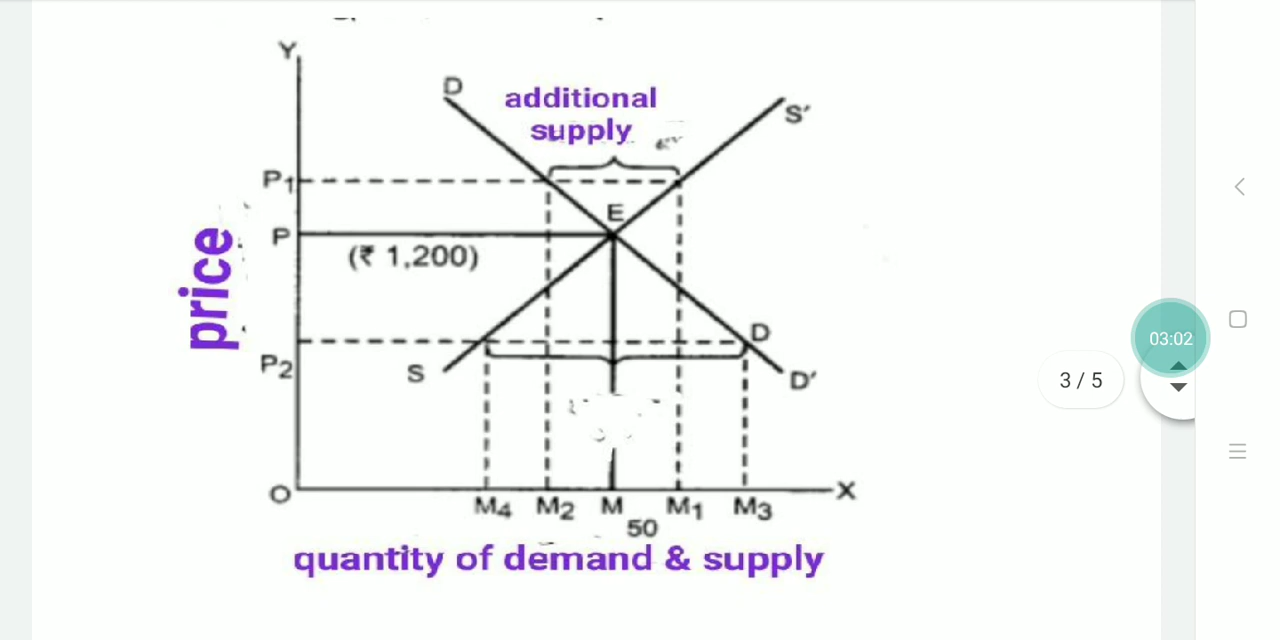 Y
D
additional
supply
S′
P1
E
P
(₹ 1,200)
price
D
P2
S
D′
O
X
M4 M2 M M1 M3
50
quantity of demand & supply
03:02
3 / 5